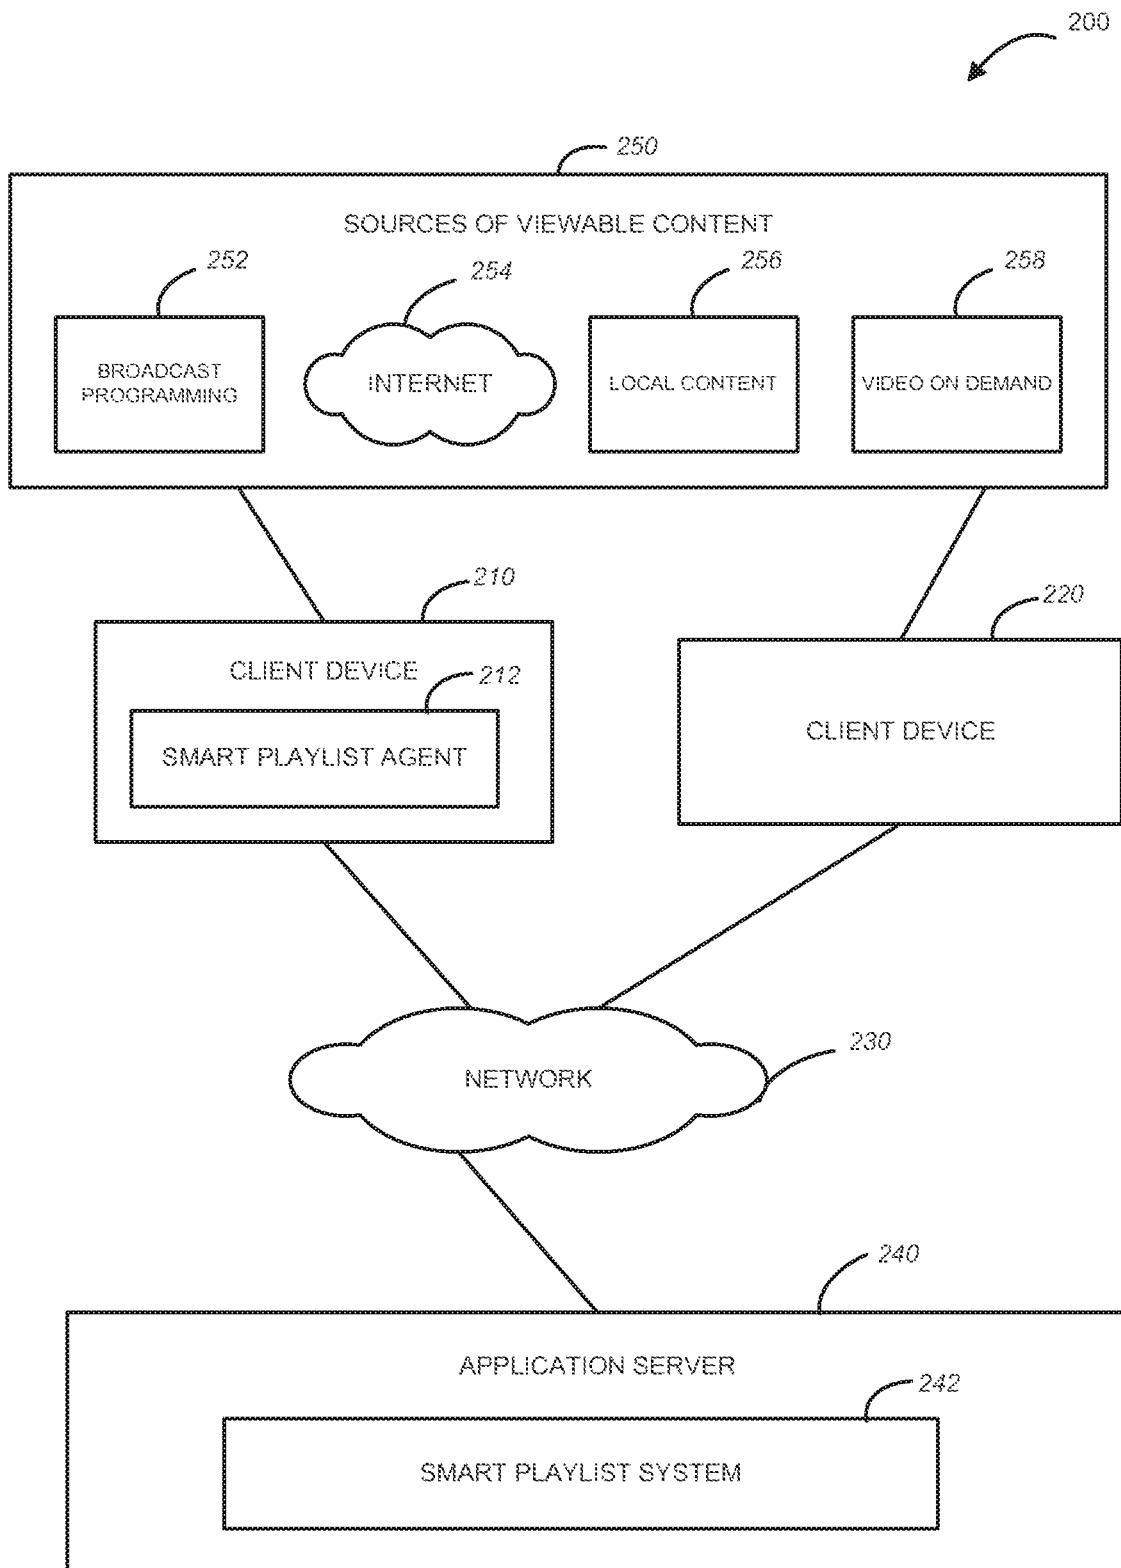 200
250
SOURCES OF VIEWABLE CONTENT
252
254
256
258
BROADCAST
PROGRAMMING
INTERNET
LOCAL CONTENT
VIDEO ON DEMAND
210
220
CLIENT DEVICE
212
SMART PLAYLIST AGENT
CLIENT DEVICE
230
NETWORK
240
APPLICATION SERVER
242
SMART PLAYLIST SYSTEM